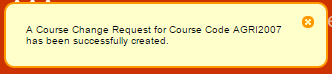 A Course Change Request for Course Code AGRI2007
has been successfully created.